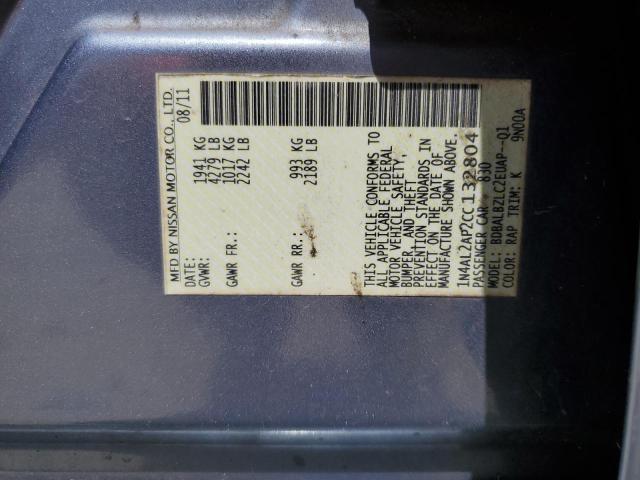 MFD BY NISSAN MOTOR CO., LTD.
DATE: 08/11
GVWR: 1941 KG
4279 LB
GAWR FR: 1017 KG
2242 LB
GAWR RR: 993 KG
2189 LB
THIS VEHICLE CONFORMS TO
ALL APPLICABLE FEDERAL
MOTOR VEHICLE SAFETY,
BUMPER AND THEFT
PREVENTION STANDARDS IN
EFFECT ON THE DATE OF
MANUFACTURE SHOWN ABOVE.
1N4AL2AP2CC132804
PASSENGER CAR 830
MODEL: BDBALBZLC2EUAP--Q1
COLOR: RAP TRIM: K 9N00A